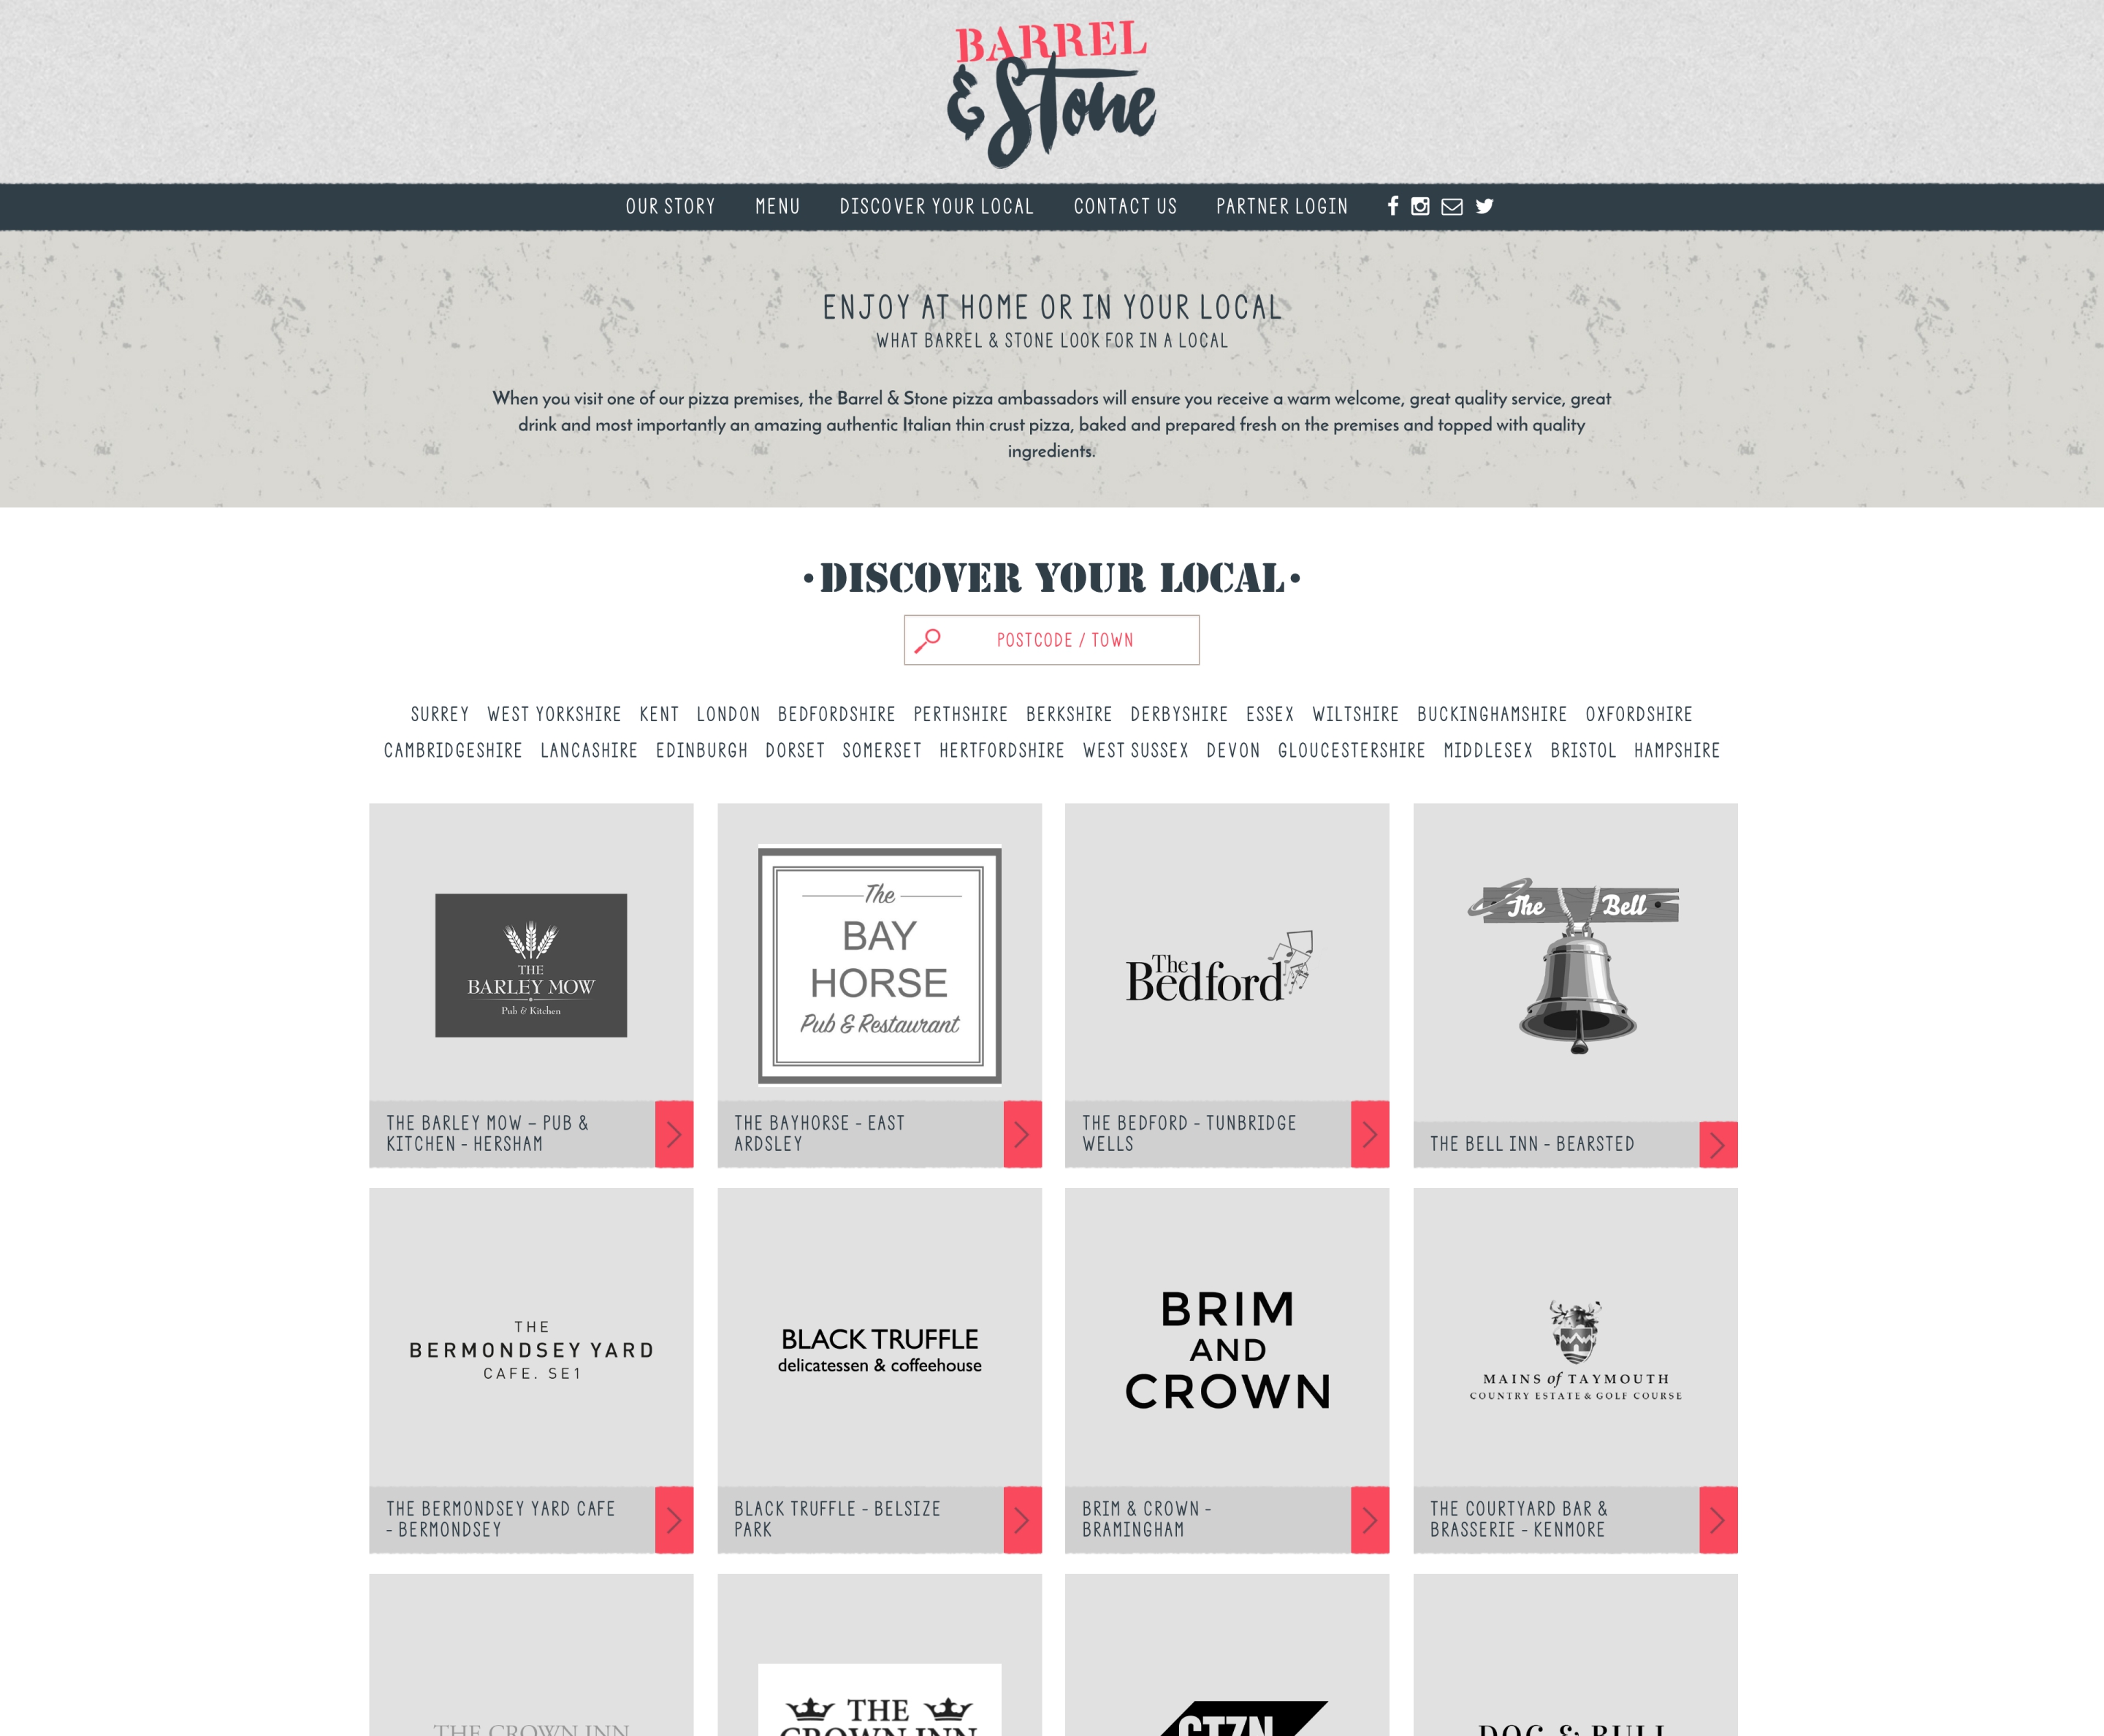 BARREL
& Stone
OUR STORY MENU DISCOVER YOUR LOCAL CONTACT US PARTNER LOGIN
ENJOY AT HOME OR IN YOUR LOCAL
WHAT BARREL & STONE LOOK FOR IN A LOCAL
When you visit one of our pizza premises, the Barrel & Stone pizza ambassadors will ensure you receive a warm welcome, great quality service, great
drink and most importantly an amazing authentic Italian thin crust pizza, baked and prepared fresh on the premises and topped with quality
ingredients.
•DISCOVER YOUR LOCAL•
POSTCODE / TOWN
SURREY WEST YORKSHIRE KENT LONDON BEDFORDSHIRE PERTHSHIRE BERKSHIRE DERBYSHIRE ESSEX WILTSHIRE BUCKINGHAMSHIRE OXFORDSHIRE
CAMBRIDGESHIRE LANCASHIRE EDINBURGH DORSET SOMERSET HERTFORDSHIRE WEST SUSSEX DEVON GLOUCESTERSHIRE MIDDLESEX BRISTOL HAMPSHIRE
THE
BARLEY MOW
Pub & Kitchen
THE BARLEY MOW – PUB &
KITCHEN - HERSHAM
The
BAY
HORSE
Pub & Restaurant
THE BAYHORSE - EAST
ARDSLEY
The
Bedford
THE BEDFORD - TUNBRIDGE
WELLS
The Bell
THE BELL INN - BEARSTED
THE
BERMONDSEY YARD
CAFE. SE1
THE BERMONDSEY YARD CAFE
- BERMONDSEY
BLACK TRUFFLE
delicatessen & coffeehouse
BLACK TRUFFLE - BELSIZE
PARK
BRIM
AND
CROWN
BRIM & CROWN -
BRAMINGHAM
MAINS of TAYMOUTH
COUNTRY ESTATE & GOLF COURSE
THE COURTYARD BAR &
BRASSERIE - KENMORE
THE CROWN INN
THE
CROWN INN
CTZN
DOG & BULL